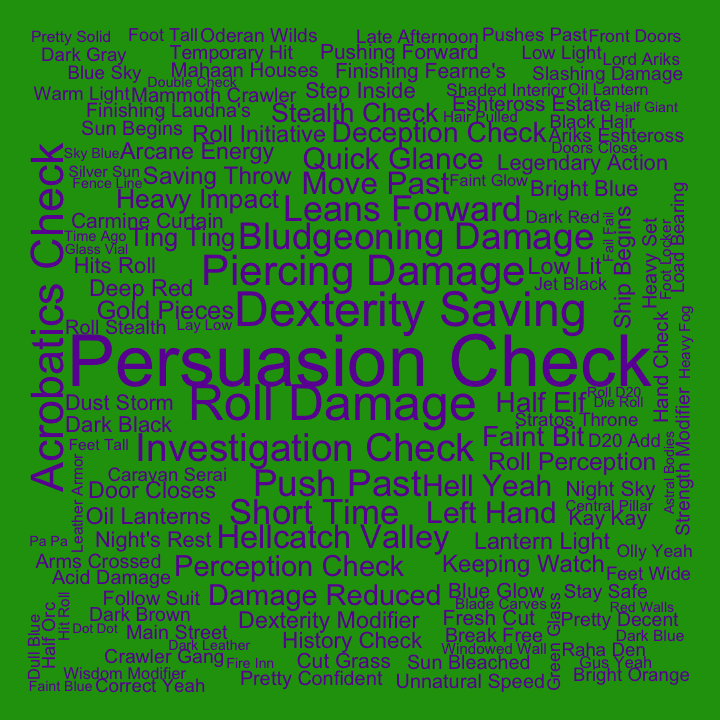 Pretty Solid
Foot Tall
Oderan Wilds
Late Afternoon
Pushes Past
Front Doors
Dark Gray
Temporary Hit
Pushing Forward
Low Light
Lord Ariks
Blue Sky
Mahaan Houses
Finishing Fearne's
Slashing Damage
Double Check
Warm Light
Mammoth Crawler
Step Inside
Shaded Interior
Oil Lantern
Finishing Laudna's
Stealth Check
Eshteross Estate
Half Giant
Hair Pulled
Black Hair
Sun Begins
Roll Initiative
Deception Check
Ariks Eshteross
Doors Close
Sky Blue
Arcane Energy
Quick Glance
Legendary Action
Silver Sun
Saving Throw
Move Past
Faint Glow
Bright Blue
Fence Line
Heavy Impact
Leans Forward
Dark Red
Carmine Curtain
Time Ago
Ting Ting
Bludgeoning Damage
Fail Fail
Ship Begins
Heavy Set
Foot Locker
Load Bearing
Glass Vial
Hits Roll
Piercing Damage
Low Lit
Deep Red
Jet Black
Gold Pieces
Dexterity Saving
Roll Stealth
Lay Low
Heavy Fog
Acrobatics Check
Persuasion Check
Hand Check
Dust Storm
Roll Damage
Half Elf
Roll D20
Die Roll
Dark Black
Stratos Throne
Strength Modifier
Feet Tall
Investigation Check
Faint Bit
D20 Add
Astral Bodies
Leather Armor
Caravan Serai
Roll Perception
Door Closes
Push Past
Hell Yeah
Night Sky
Oil Lanterns
Short Time
Left Hand
Central Pillar
Kay Kay
Pa Pa
Night's Rest
Hellcatch Valley
Lantern Light
Olly Yeah
Arms Crossed
Perception Check
Keeping Watch
Feet Wide
Acid Damage
Follow Suit
Damage Reduced
Blue Glow
Stay Safe
Blade Carves
Red Walls
Dull Blue
Half Orc
Hit Roll
Dark Brown
Dexterity Modifier
Fresh Cut
Green Glass
Pretty Decent
Dot Dot
Main Street
History Check
Break Free
Dark Blue
Dark Leather
Windowed Wall
Raha Den
Crawler Gang
Fire Inn
Cut Grass
Sun Bleached
Gus Yeah
Wisdom Modifier
Pretty Confident
Unnatural Speed
Bright Orange
Faint Blue
Correct Yeah